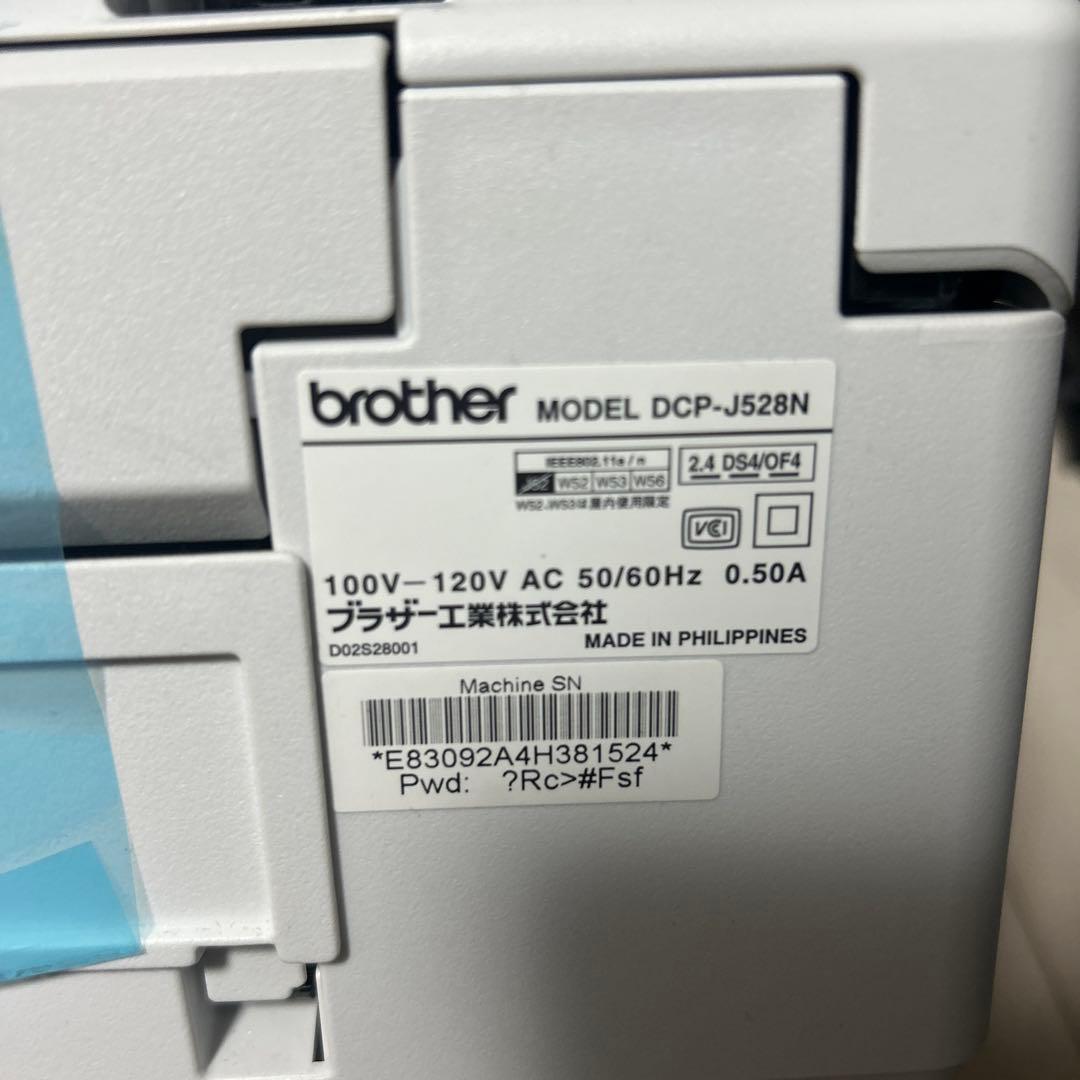 brother MODEL DCP-J528N
IEEE802.11a/n
J52 W52 W53 W56
W52、W53は屋内使用限定
2.4 DS4/OF4
VCI
100V-120V AC 50/60Hz 0.50A
ブラザー工業株式会社
D02S28001 MADE IN PHILIPPINES
Machine SN
*E83092A4H381524*
Pwd: ?Rc>#Fsf